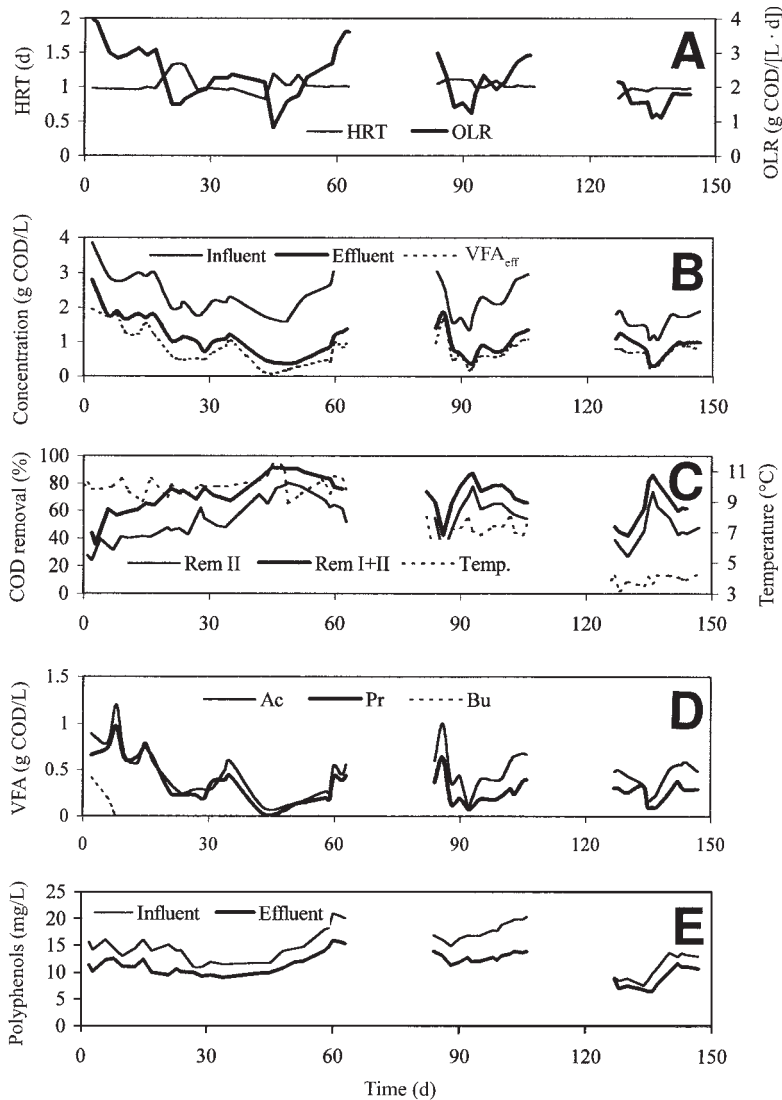 A
HRT (d)
OLR (g COD/[L · d])
2
1.5
1
0.5
0
4
3
2
1
0
HRT OLR
0 30 60 90 120 150
B
Concentration (g COD/L)
4
3
2
1
0
Influent Effluent VFAeff
0 30 60 90 120 150
C
COD removal (%)
Temperature (°C)
100
80
60
40
20
0
11
9
7
5
3
Rem II Rem I+II Temp.
0 30 60 90 120 150
D
VFA (g COD/L)
1.5
1
0.5
0
Ac Pr Bu
0 30 60 90 120 150
E
Polyphenols (mg/L)
25
20
15
10
5
0
Influent Effluent
0 30 60 90 120 150
Time (d)